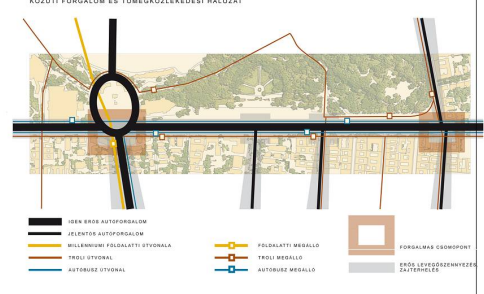 KÖZÚTI FORGALOM ÉS TÖMEGKÖZLEKEDÉSI HÁLÓZAT
IGEN ERŐS AUTÓFORGALOM
JELENTŐS AUTÓFORGALOM
MILLENNIUMI FÖLDALATTI ÚTVONALA
TROLI ÚTVONAL
AUTÓBUSZ ÚTVONAL
FÖLDALATTI MEGÁLLÓ
TROLI MEGÁLLÓ
AUTÓBUSZ MEGÁLLÓ
FORGALMAS CSOMÓPONT
ERŐS LEVEGŐSZENNYEZÉS,
ZAJTERHELÉS